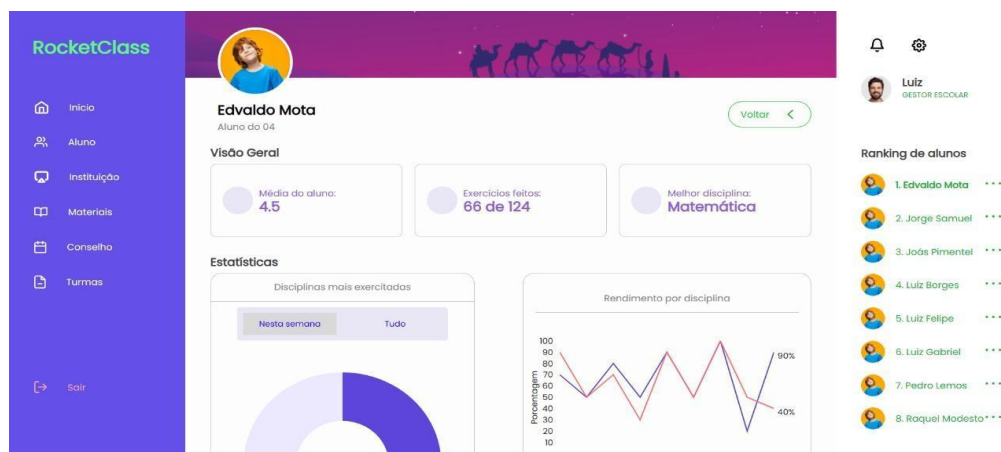 RocketClass
Início
Aluno
Instituição
Materiais
Conselho
Turmas
Sair
Edvaldo Mota
Aluno do 04
Voltar
Visão Geral
Média do aluno:
4.5
Exercícios feitos:
66 de 124
Melhor disciplina:
Matemática
Estatísticas
Disciplinas mais exercitadas
Nesta semana
Tudo
Rendimento por disciplina
Porcentagem
100
90
80
70
60
50
40
30
20
10
90%
40%
Luiz
GESTOR ESCOLAR
Ranking de alunos
1. Edvaldo Mota
2. Jorge Samuel
3. Joás Pimentel
4. Luiz Borges
5. Luiz Felipe
6. Luiz Gabriel
7. Pedro Lemos
8. Raquel Modesto